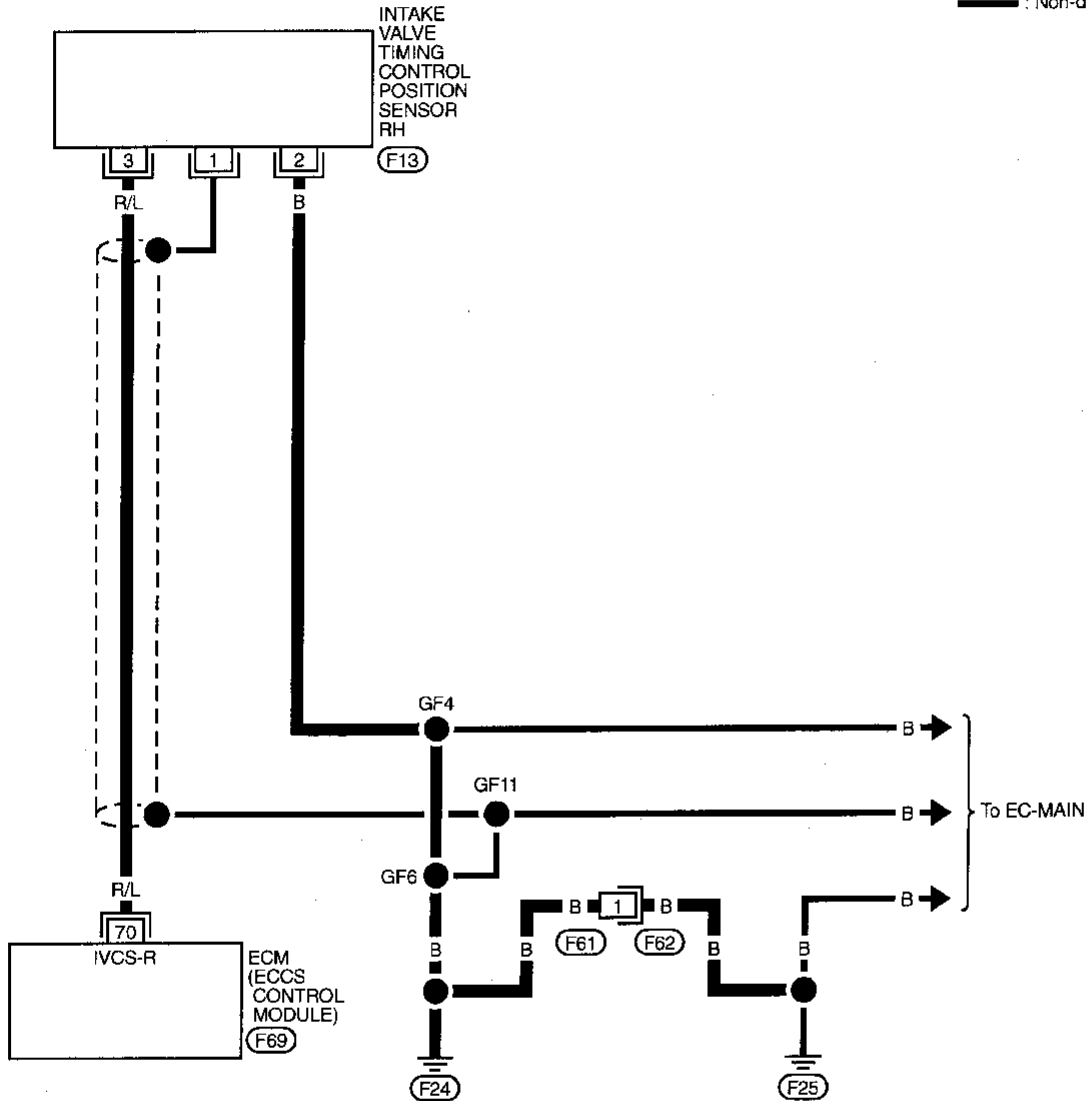 : Non-d
INTAKE
VALVE
TIMING
CONTROL
POSITION
SENSOR
RH
F13
3
1
2
R/L
B
GF4
B
GF11
B
To EC-MAIN
GF6
R/L
B
B
1
B
F61
F62
70
IVCS-R
B
B
B
B
ECM
(ECCS
CONTROL
MODULE)
F69
F24
F25